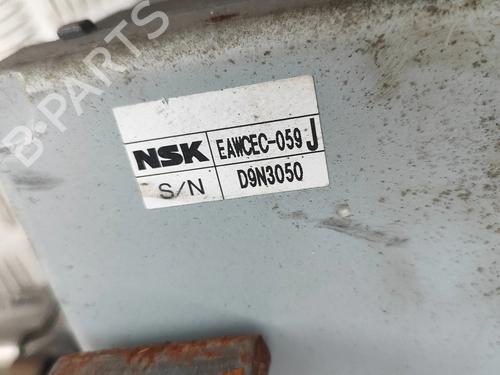 B-PARTS
NSK EAWCEC-059 J
S/N D9N3050